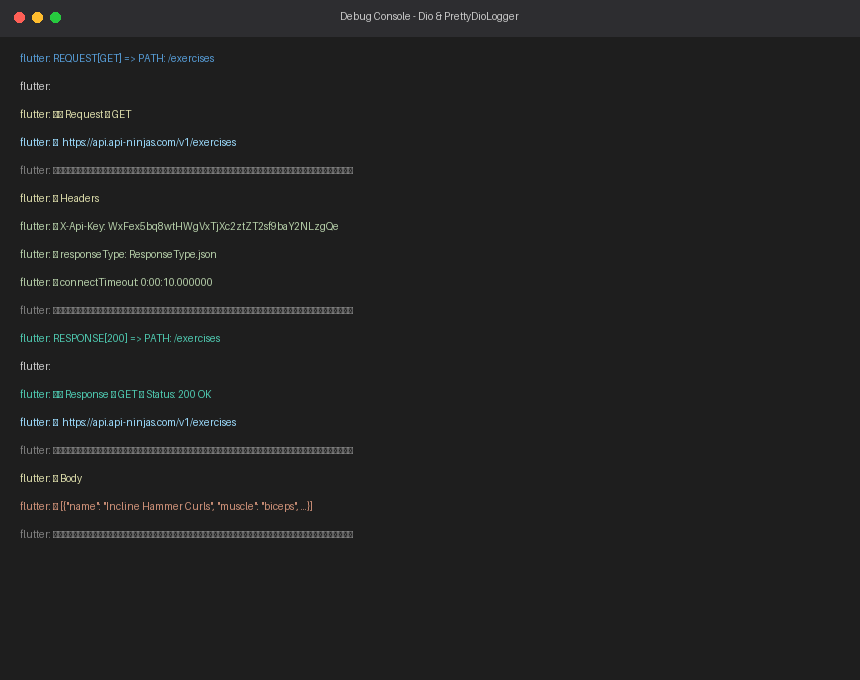 Debug Console - Dio & PrettyDioLogger
flutter: REQUEST[GET] => PATH: /exercises
flutter:
flutter: Request GET
flutter: https://api.api-ninjas.com/v1/exercises
flutter:
flutter: Headers
flutter: X-Api-Key: WxFex5bq8wtHWgVxTjXc2ztZT2sf9baY2NLzgQe
flutter: responseType: ResponseType.json
flutter: connectTimeout: 0:00:10.000000
flutter:
flutter: RESPONSE[200] => PATH: /exercises
flutter:
flutter: Response GET Status: 200 OK
flutter: https://api.api-ninjas.com/v1/exercises
flutter:
flutter: Body
flutter: [{"name": "Incline Hammer Curls", "muscle": "biceps", ...}]
flutter: